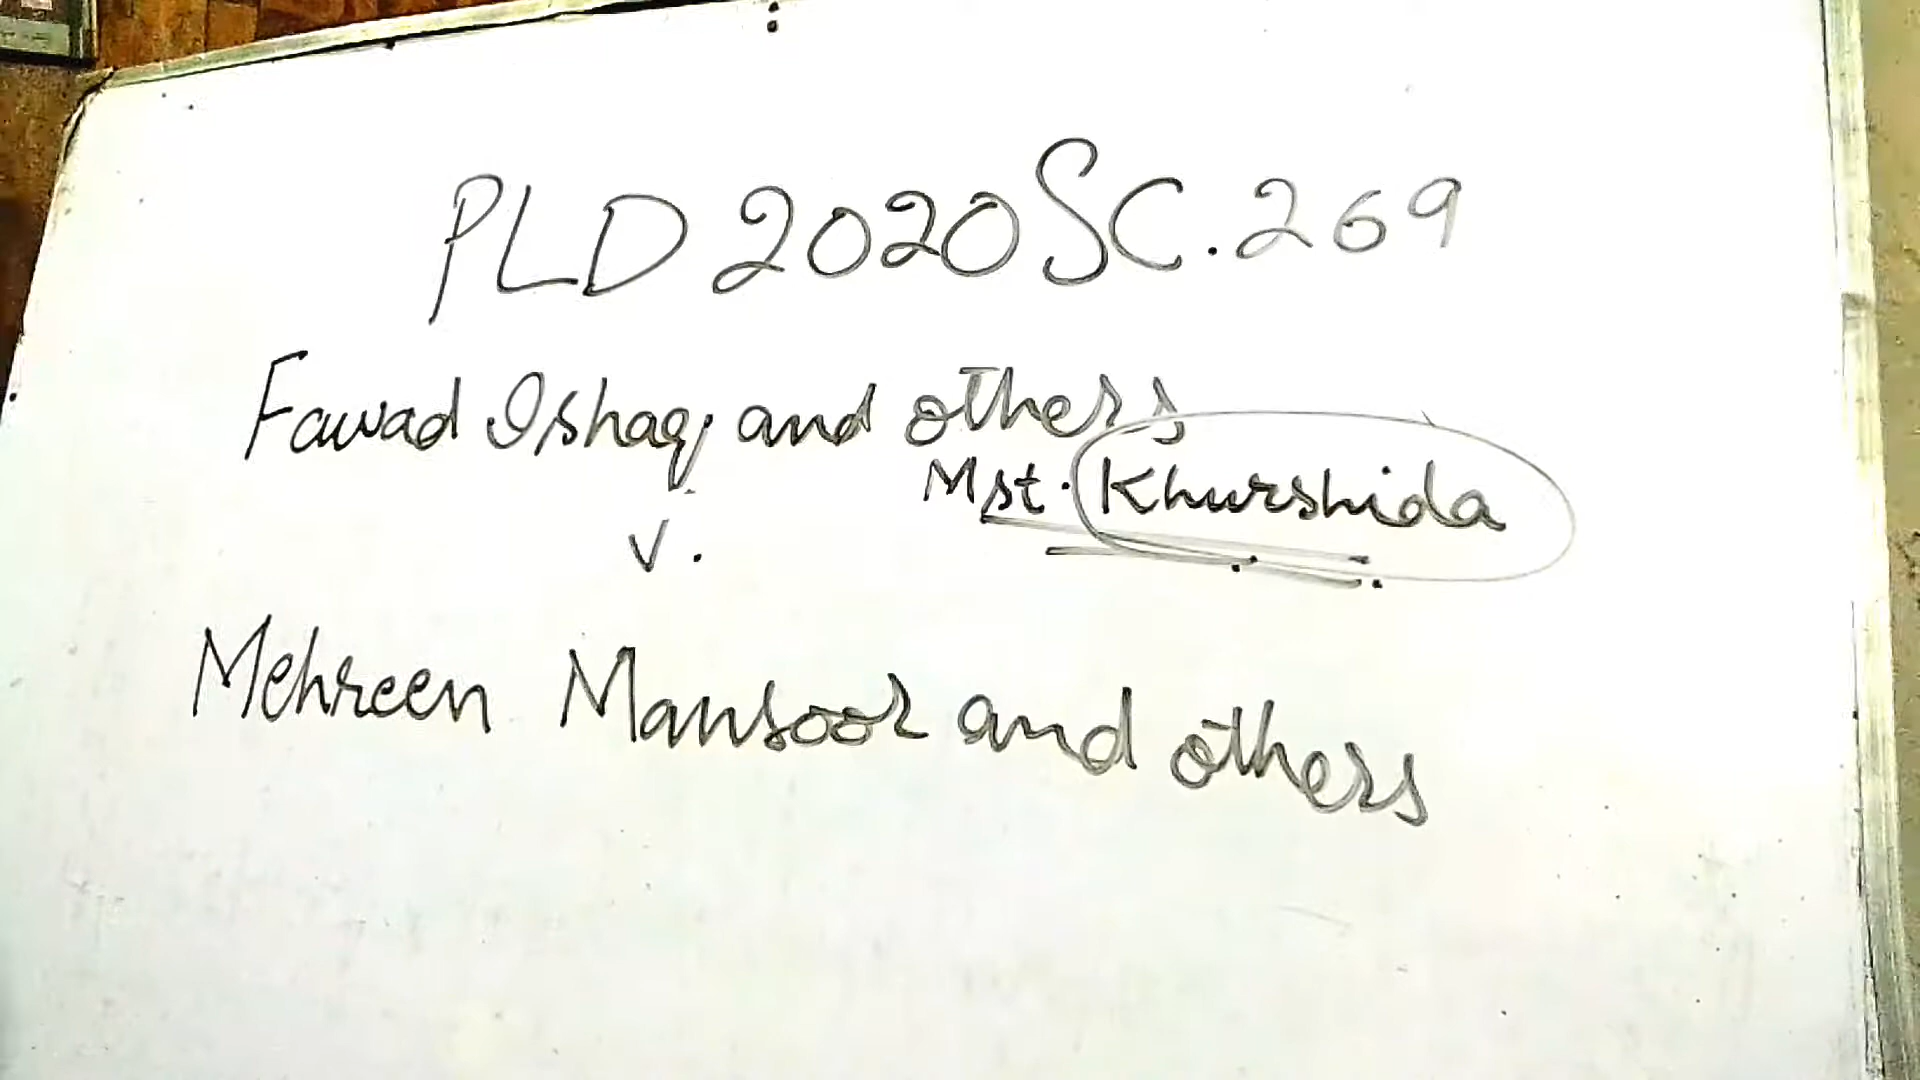 PLD 2020 SC. 269
Fawad Ishaq and others
Mst. Khurshida
V.
Mehreen Mansoor and others